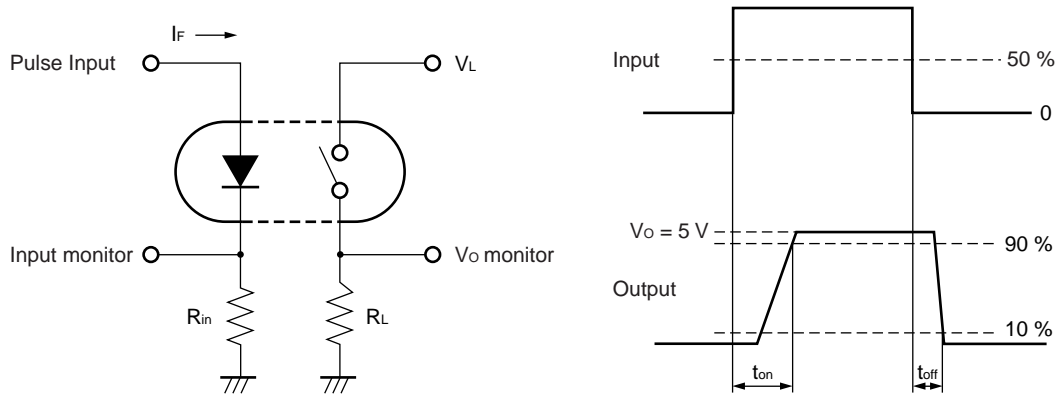 IF
Pulse Input
VL
Input monitor
VO monitor
Rin
RL
Input
50 %
0
VO = 5 V
90 %
Output
10 %
ton
toff